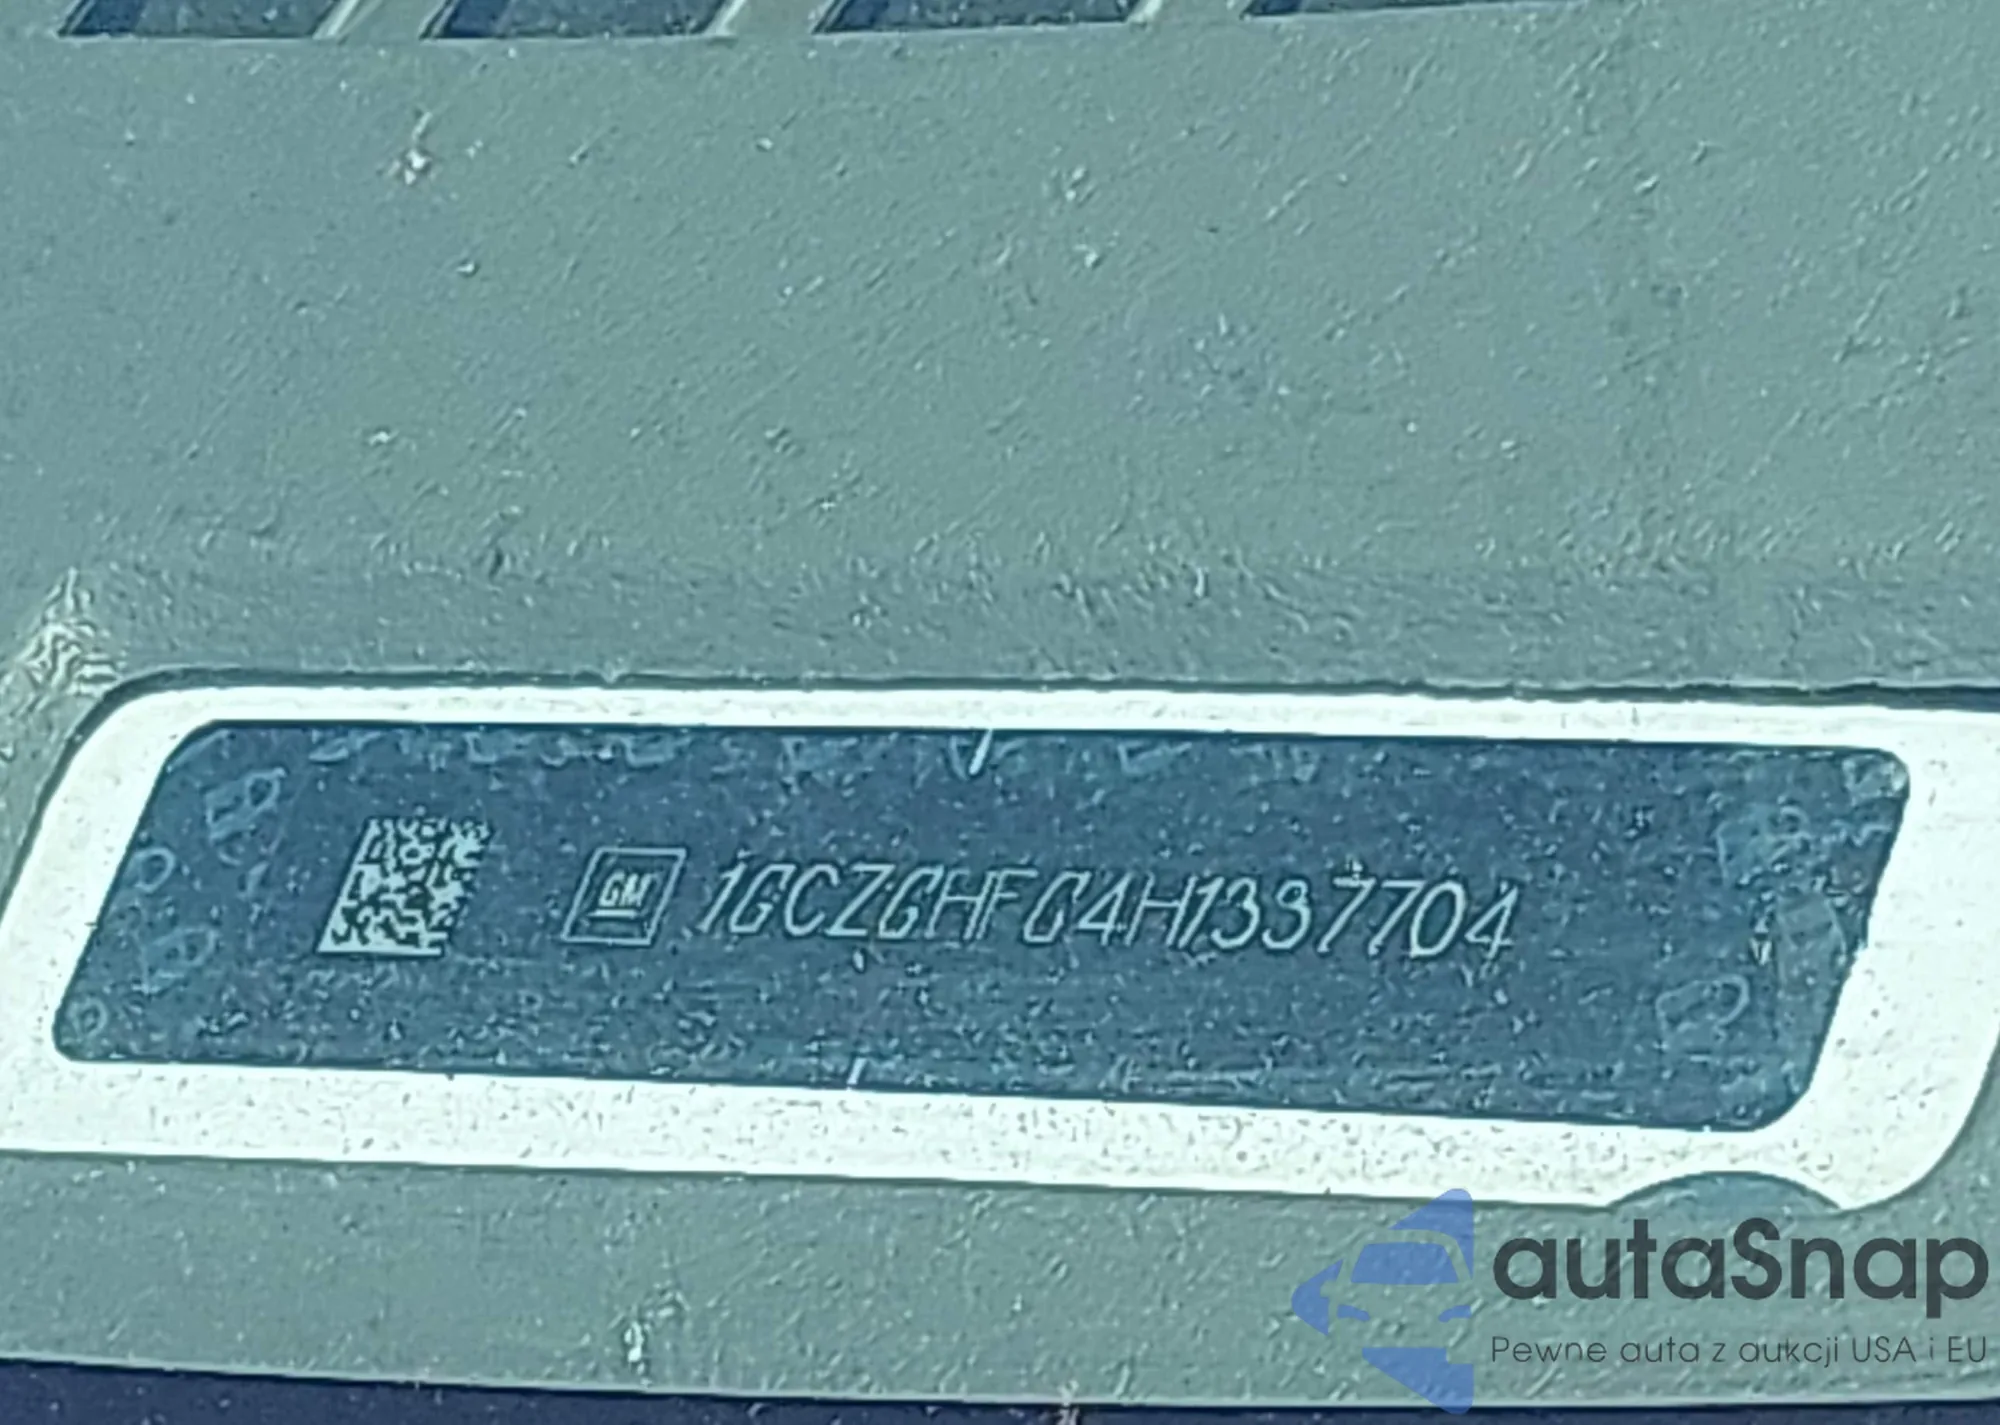 GM 1GCZGHFG4H1337704
autaSnap
Pewne auta z aukcji USA i EU